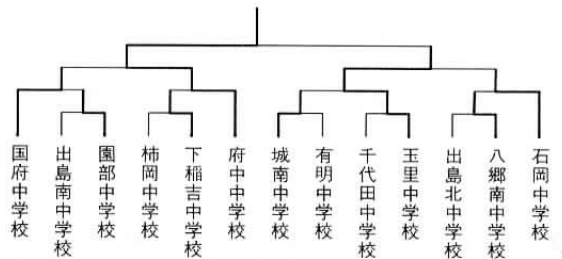 国府中学校
出島南中学校
園部中学校
柿岡中学校
下稲吉中学校
府中中学校
城南中学校
有明中学校
千代田中学校
玉里中学校
出島北中学校
八郷南中学校
石岡中学校